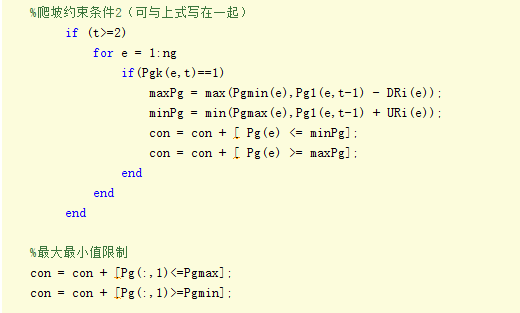 %爬坡约束条件2（可与上式写在一起）
if (t>=2)
for e = 1:ng
if(Pgk(e,t)==1)
maxPg = max(Pgmin(e),Pg1(e,t-1) - DRi(e));
minPg = min(Pgmax(e),Pg1(e,t-1) + URi(e));
con = con + [ Pg(e) <= minPg];
con = con + [ Pg(e) >= maxPg];
end
end
end
%最大最小值限制
con = con + [Pg(:,1)<=Pgmax];
con = con + [Pg(:,1)>=Pgmin];